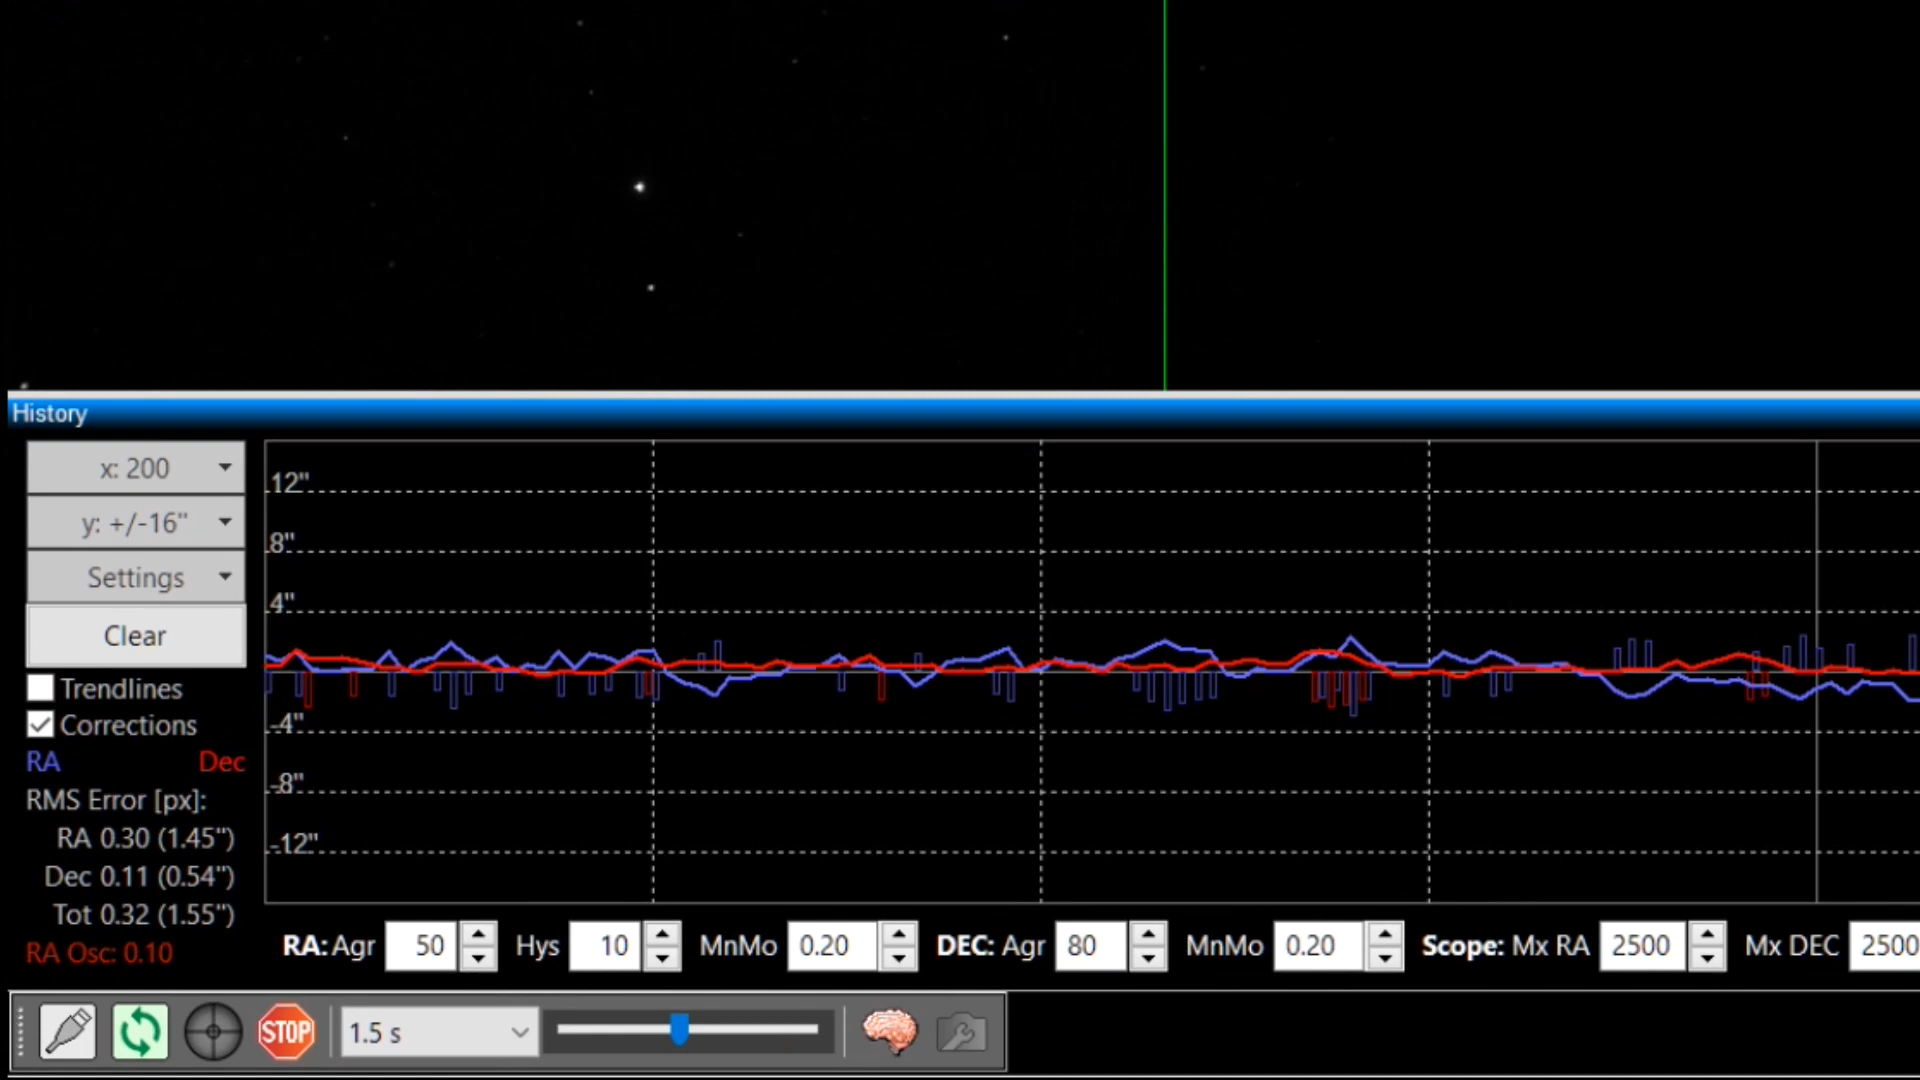 History
x: 200
y: +/-16"
Settings
Clear
Trendlines
Corrections
RA Dec
RMS Error [px]:
RA 0.30 (1.45")
Dec 0.11 (0.54")
Tot 0.32 (1.55")
RA Osc: 0.10
12"
8"
4"
-4"
-8"
-12"
RA: Agr 50 Hys 10 MnMo 0.20 DEC: Agr 80 MnMo 0.20 Scope: Mx RA 2500 Mx DEC 2500
STOP 1.5 s